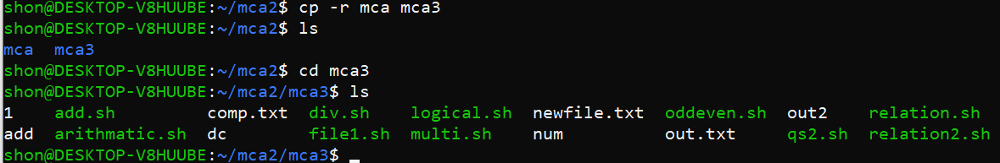 shon@DESKTOP-V8HUUBE:~/mca2$ cp -r mca mca3
shon@DESKTOP-V8HUUBE:~/mca2$ ls
mca  mca3
shon@DESKTOP-V8HUUBE:~/mca2$ cd mca3
shon@DESKTOP-V8HUUBE:~/mca2/mca3$ ls
1    add.sh         comp.txt  div.sh    logical.sh  newfile.txt  oddeven.sh  out2    relation.sh
add  arithmatic.sh  dc        file1.sh  multi.sh    num          out.txt     qs2.sh  relation2.sh
shon@DESKTOP-V8HUUBE:~/mca2/mca3$